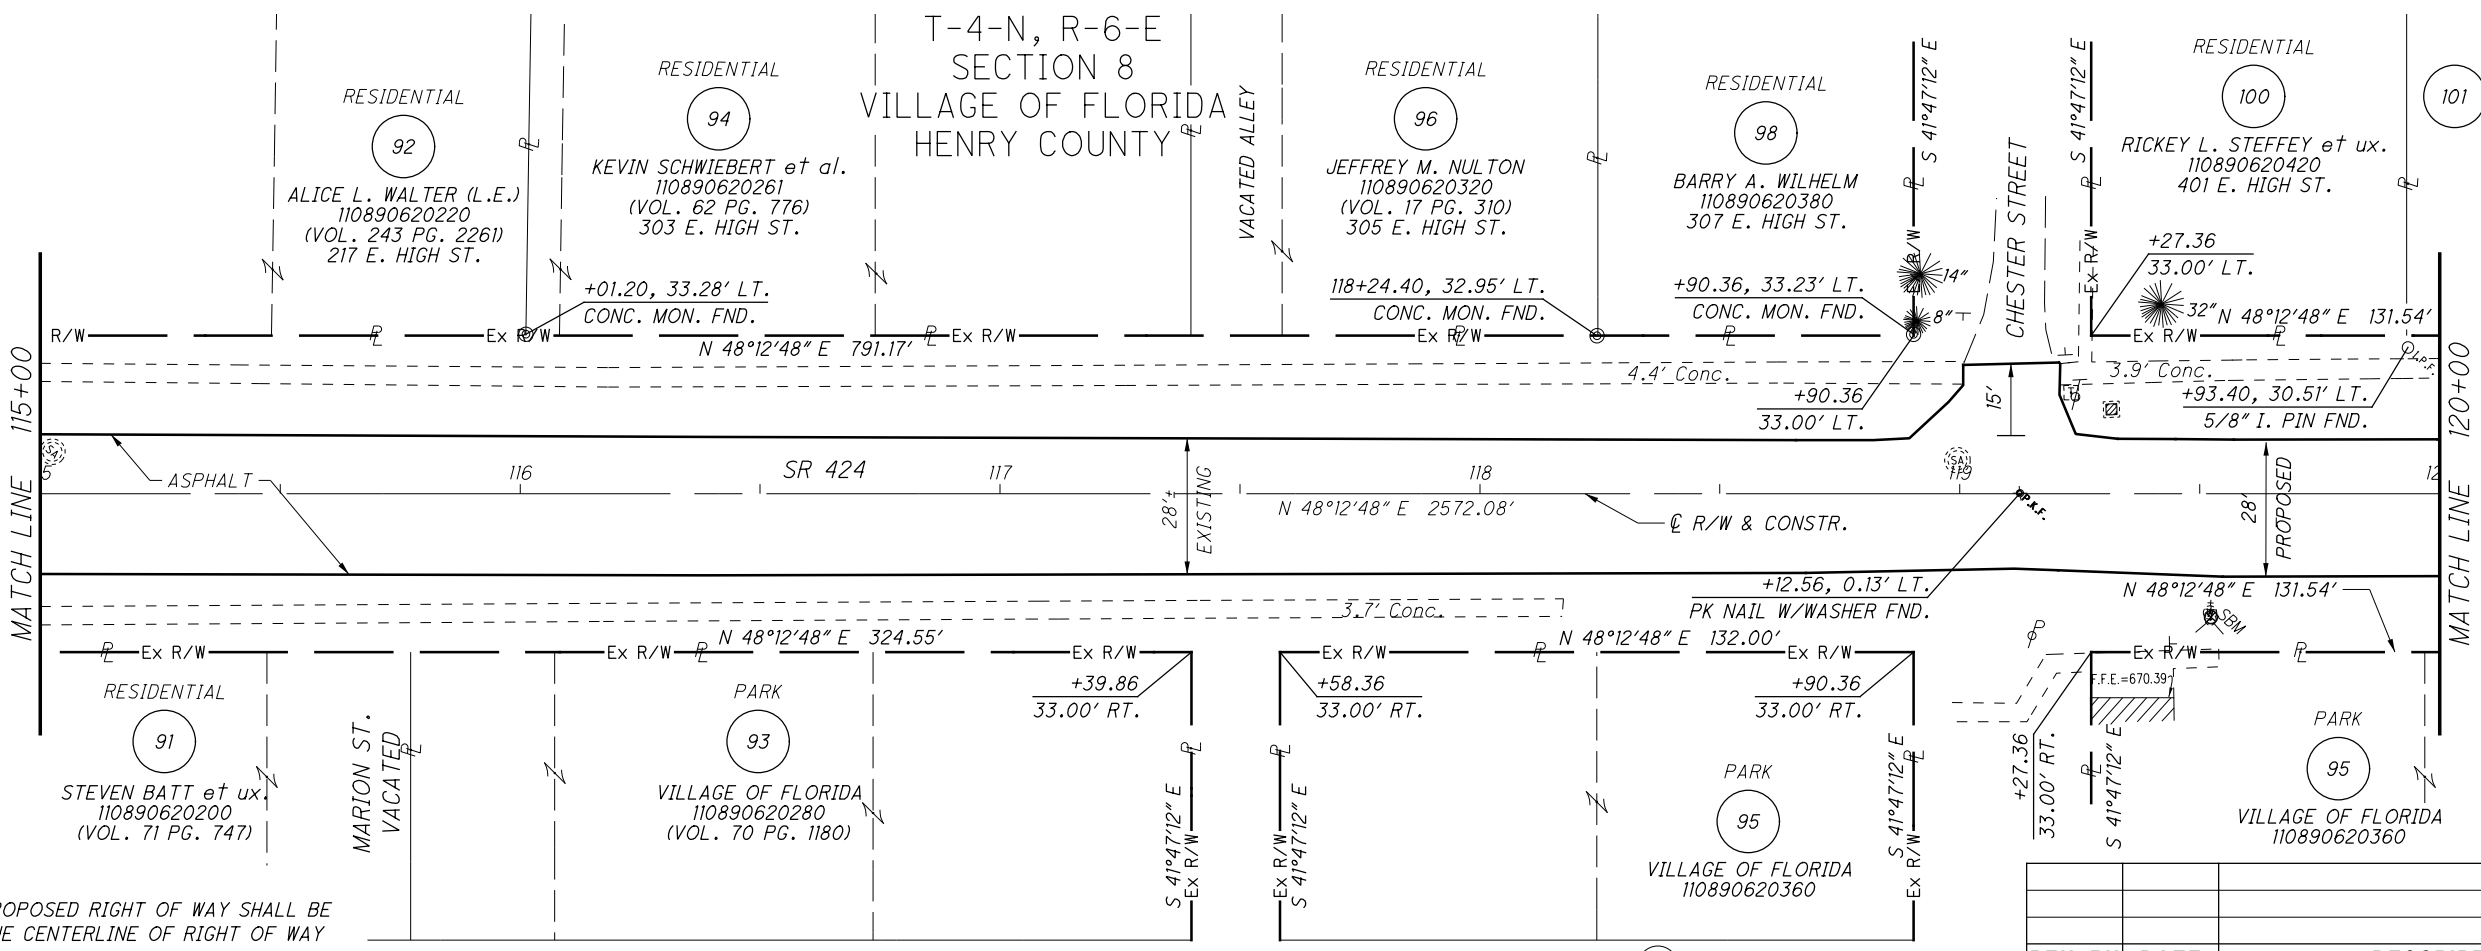 T-4-N, R-6-E
SECTION 8
VILLAGE OF FLORIDA
HENRY COUNTY
RESIDENTIAL
92
ALICE L. WALTER (L.E.)
110890620220
(VOL. 243 PG. 2261)
217 E. HIGH ST.
RESIDENTIAL
94
KEVIN SCHWIEBERT et al.
110890620261
(VOL. 62 PG. 776)
303 E. HIGH ST.
VACATED ALLEY
RESIDENTIAL
96
JEFFREY M. NULTON
110890620320
(VOL. 17 PG. 310)
305 E. HIGH ST.
RESIDENTIAL
98
BARRY A. WILHELM
110890620380
307 E. HIGH ST.
S 41°47'12" E
Ex R/W
CHESTER STREET
S 41°47'12" E
Ex R/W
RESIDENTIAL
100
RICKEY L. STEFFEY et ux.
110890620420
401 E. HIGH ST.
101
+01.20, 33.28' LT.
CONC. MON. FND.
118+24.40, 32.95' LT.
CONC. MON. FND.
+90.36, 33.23' LT.
CONC. MON. FND.
14"
8"
+27.36
33.00' LT.
32"
N 48°12'48" E 131.54'
R/W
Ex R/W
Ex R/W
Ex R/W
Ex R/W
N 48°12'48" E 791.17'
4.4' Conc.
3.9' Conc.
I.P.F.
+90.36
33.00' LT.
15'
+93.40, 30.51' LT.
5/8" I. PIN FND.
MATCH LINE 115+00
SA
5
ASPHALT
116
SR 424
117
28'±
EXISTING
118
N 48°12'48" E 2572.08'
℄ R/W & CONSTR.
SA
119
P.K.F.
28'
PROPOSED
12
MATCH LINE 120+00
+12.56, 0.13' LT.
PK NAIL W/WASHER FND.
N 48°12'48" E 131.54'
SBM
3.7' Conc.
N 48°12'48" E 324.55'
N 48°12'48" E 132.00'
Ex R/W
Ex R/W
Ex R/W
Ex R/W
Ex R/W
Ex R/W
F.F.E.=670.39
+39.86
33.00' RT.
+58.36
33.00' RT.
+90.36
33.00' RT.
+27.36
33.00' RT.
RESIDENTIAL
91
STEVEN BATT et ux.
110890620200
(VOL. 71 PG. 747)
MARION ST.
VACATED
PARK
93
VILLAGE OF FLORIDA
110890620280
(VOL. 70 PG. 1180)
S 41°47'12" E
Ex R/W
Ex R/W
S 41°47'12" E
PARK
95
VILLAGE OF FLORIDA
110890620360
S 41°47'12" E
Ex R/W
S 41°47'12" E
PARK
95
VILLAGE OF FLORIDA
110890620360
OPOSED RIGHT OF WAY SHALL BE
E CENTERLINE OF RIGHT OF WAY